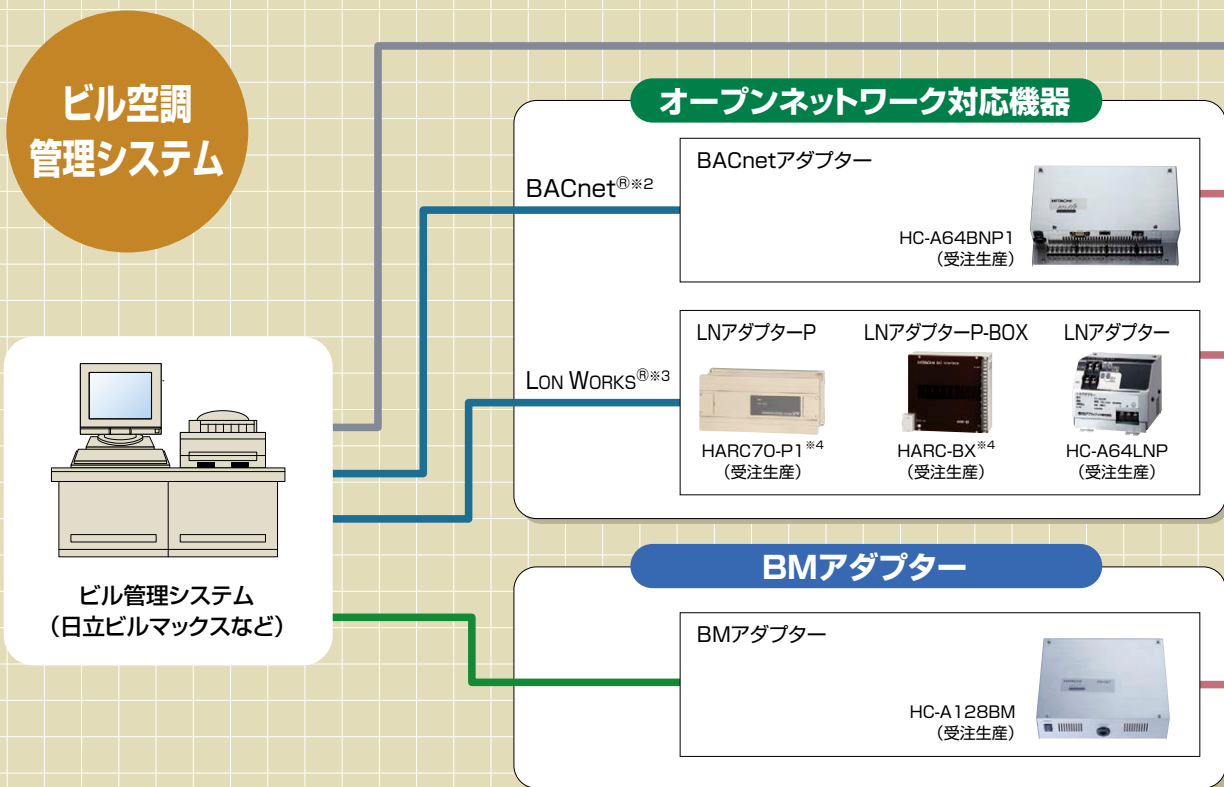 ビル空調
管理システム
オープンネットワーク対応機器
BACnet®※2
BACnetアダプター
HC-A64BNP1
（受注生産）
LON WORKS®※3
LNアダプターP
HARC70-P1※4
（受注生産）
LNアダプターP-BOX
HARC-BX※4
（受注生産）
LNアダプター
HC-A64LNP
（受注生産）
ビル管理システム
（日立ビルマックスなど）
BMアダプター
BMアダプター
HC-A128BM
（受注生産）